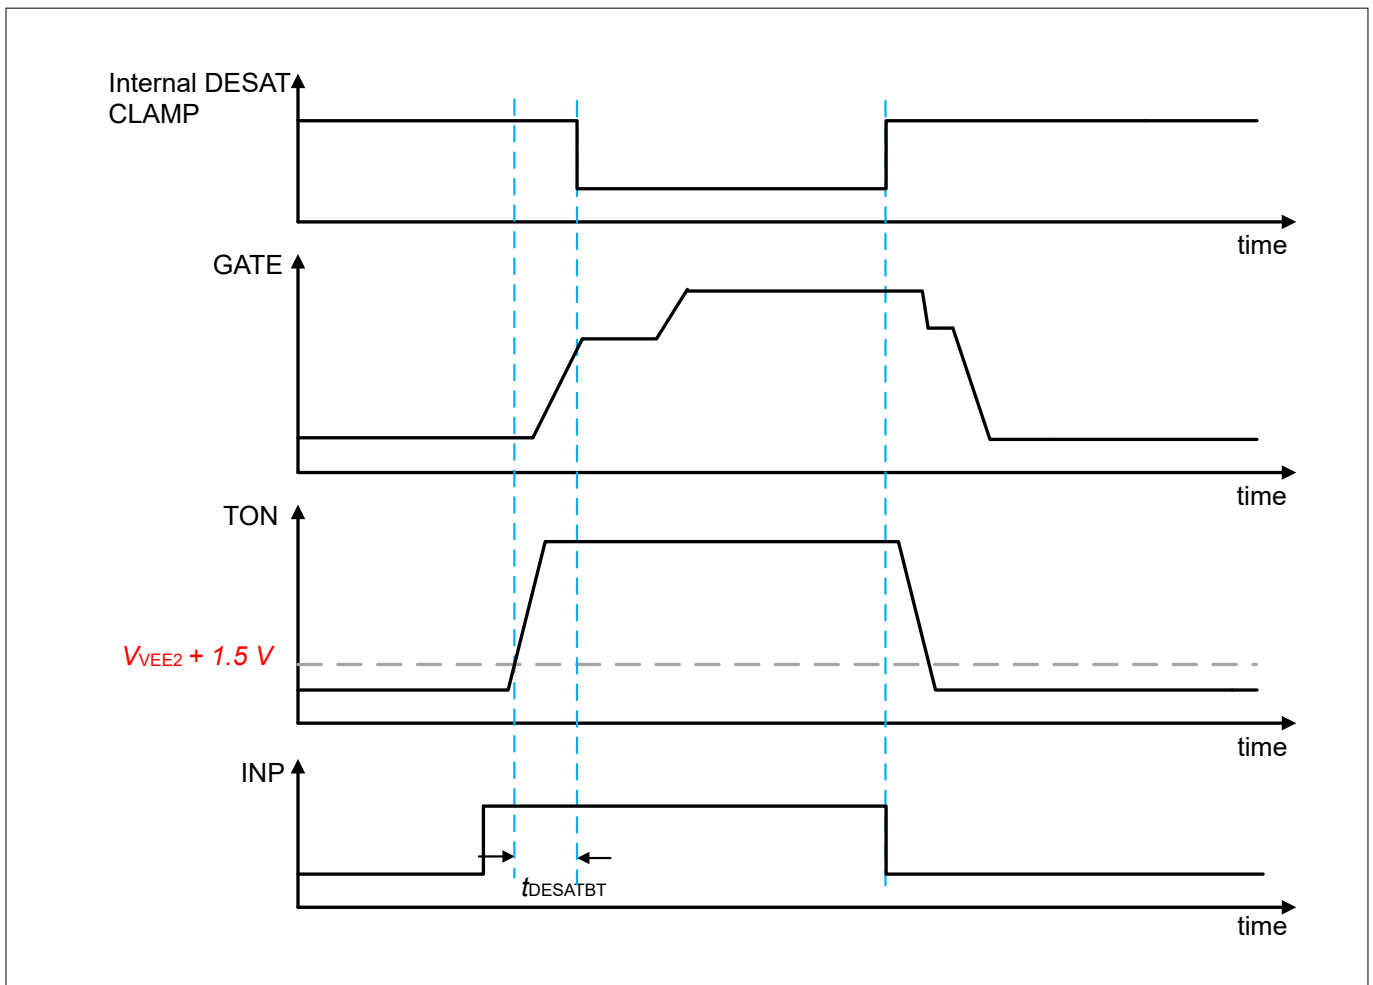 Internal DESAT
CLAMP
time
GATE
time
TON
VVEE2 + 1.5 V
time
INP
tDESATBT
time